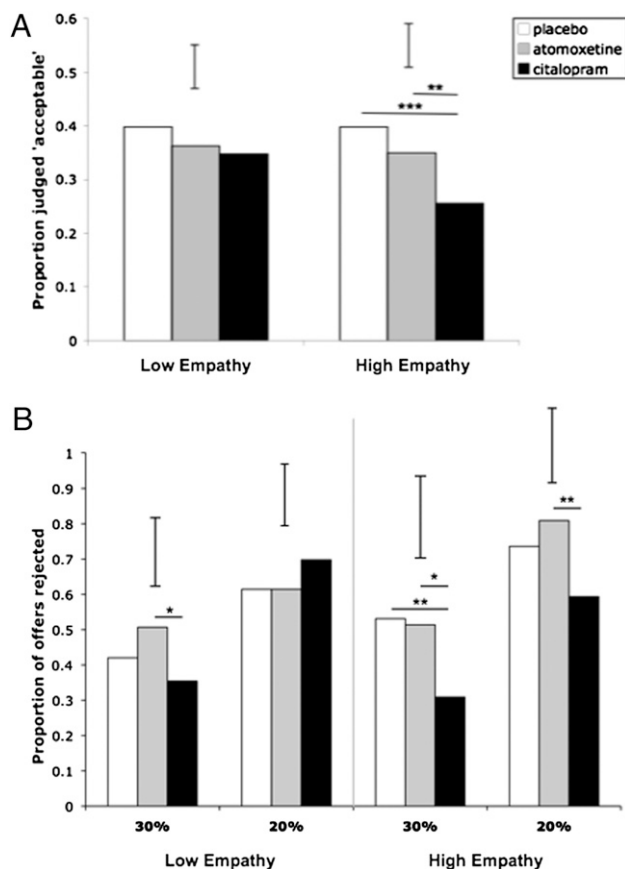 A
Proportion judged 'acceptable'
0.6
0.5
0.4
0.3
0.2
0.1
0
placebo
atomoxetine
citalopram
**
***
Low Empathy
High Empathy
B
Proportion of offers rejected
1
0.9
0.8
0.7
0.6
0.5
0.4
0.3
0.2
0.1
0
*
*
**
**
30%
20%
30%
20%
Low Empathy
High Empathy